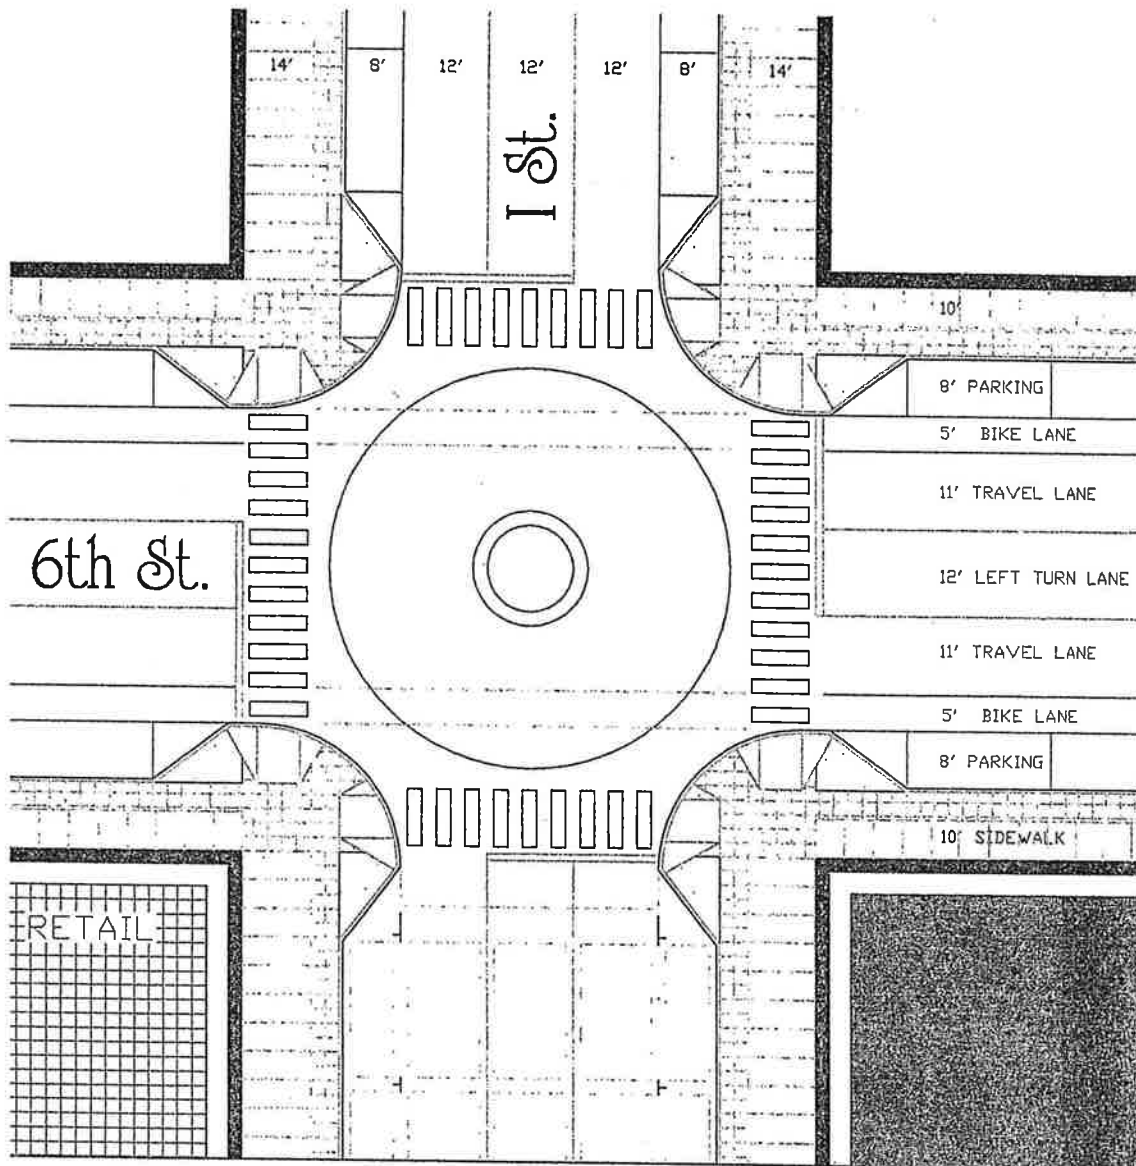 14' 8' 12' 12' 12' 8' 14'
I St.
10'
8' PARKING
5' BIKE LANE
11' TRAVEL LANE
6th St.
12' LEFT TURN LANE
11' TRAVEL LANE
5' BIKE LANE
8' PARKING
10' SIDEWALK
RETAIL